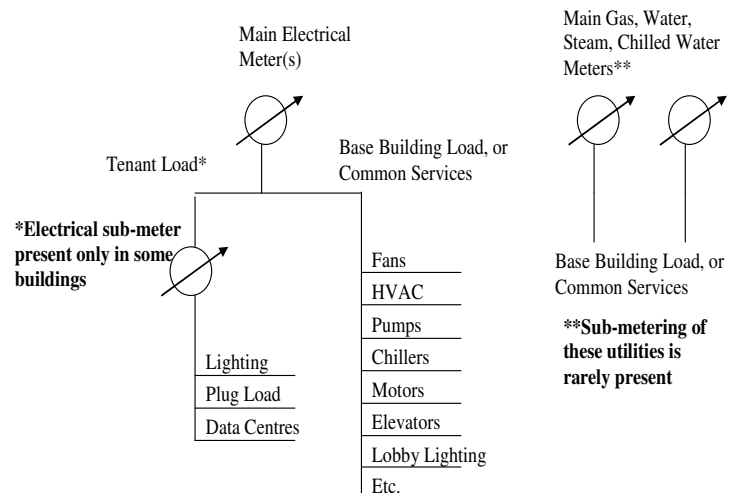 Main Electrical
Meter(s)
Main Gas, Water,
Steam, Chilled Water
Meters**
Tenant Load*
Base Building Load, or
Common Services
*Electrical sub-meter
present only in some
buildings
Lighting
Plug Load
Data Centres
Fans
HVAC
Pumps
Chillers
Motors
Elevators
Lobby Lighting
Etc.
Base Building Load, or
Common Services
**Sub-metering of
these utilities is
rarely present